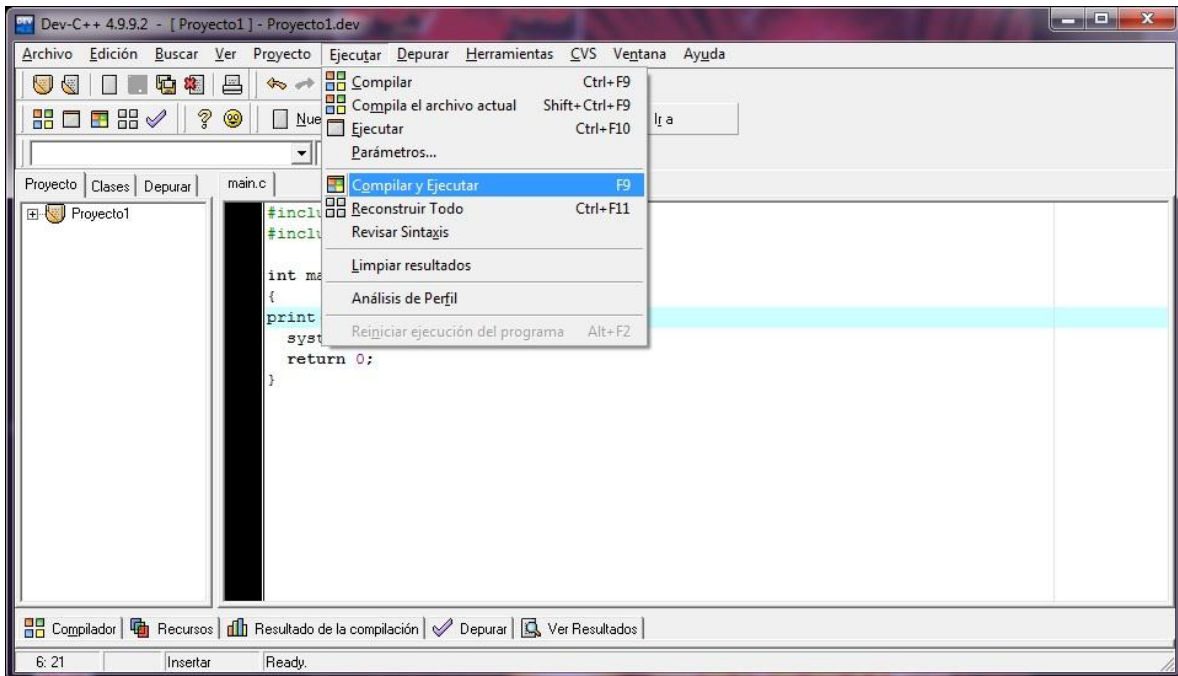 Dev-C++ 4.9.9.2 - [ Proyecto1 ] - Proyecto1.dev
Archivo Edición Buscar Ver Proyecto Ejecutar Depurar Herramientas CVS Ventana Ayuda
Compilar Ctrl+F9
Compila el archivo actual Shift+Ctrl+F9
Ejecutar Ctrl+F10
Parámetros...
Compilar y Ejecutar F9
Reconstruir Todo Ctrl+F11
Revisar Sintaxis
Limpiar resultados
Análisis de Perfil
Reiniciar ejecución del programa Alt+F2
Nue
Ir a
Proyecto Clases Depurar
main.c
Proyecto1
#inclu
#inclu
int ma
{
print
syst
return 0;
}
Compilador Recursos Resultado de la compilación Depurar Ver Resultados
6: 21 Insertar Ready.